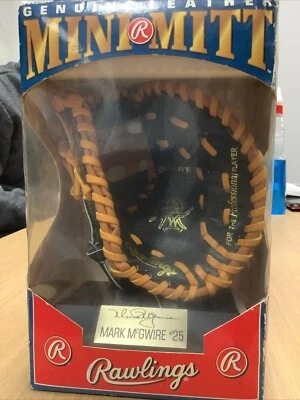 GENUINE LEATHER
MINI MITT
R
FOR THE PROFESSIONAL PLAYER
MARK McGWIRE #25
R
R
Rawlings